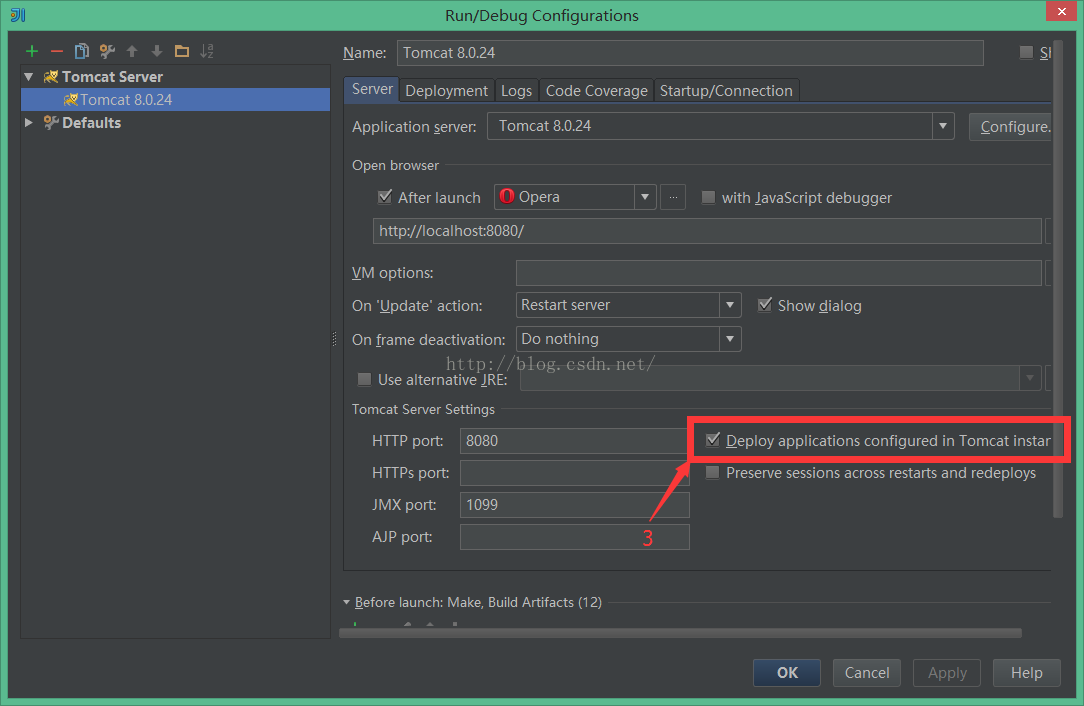 Run/Debug Configurations
Tomcat Server
Tomcat 8.0.24
Defaults
Name: Tomcat 8.0.24
Server Deployment Logs Code Coverage Startup/Connection
Application server: Tomcat 8.0.24 Configure.
Open browser
After launch Opera ... with JavaScript debugger
http://localhost:8080/
VM options:
On 'Update' action: Restart server Show dialog
On frame deactivation: Do nothing
http://blog.csdn.net/
Use alternative JRE:
Tomcat Server Settings
HTTP port: 8080 Deploy applications configured in Tomcat instar
HTTPs port: Preserve sessions across restarts and redeploys
JMX port: 1099
AJP port: 3
Before launch: Make, Build Artifacts (12)
OK Cancel Apply Help